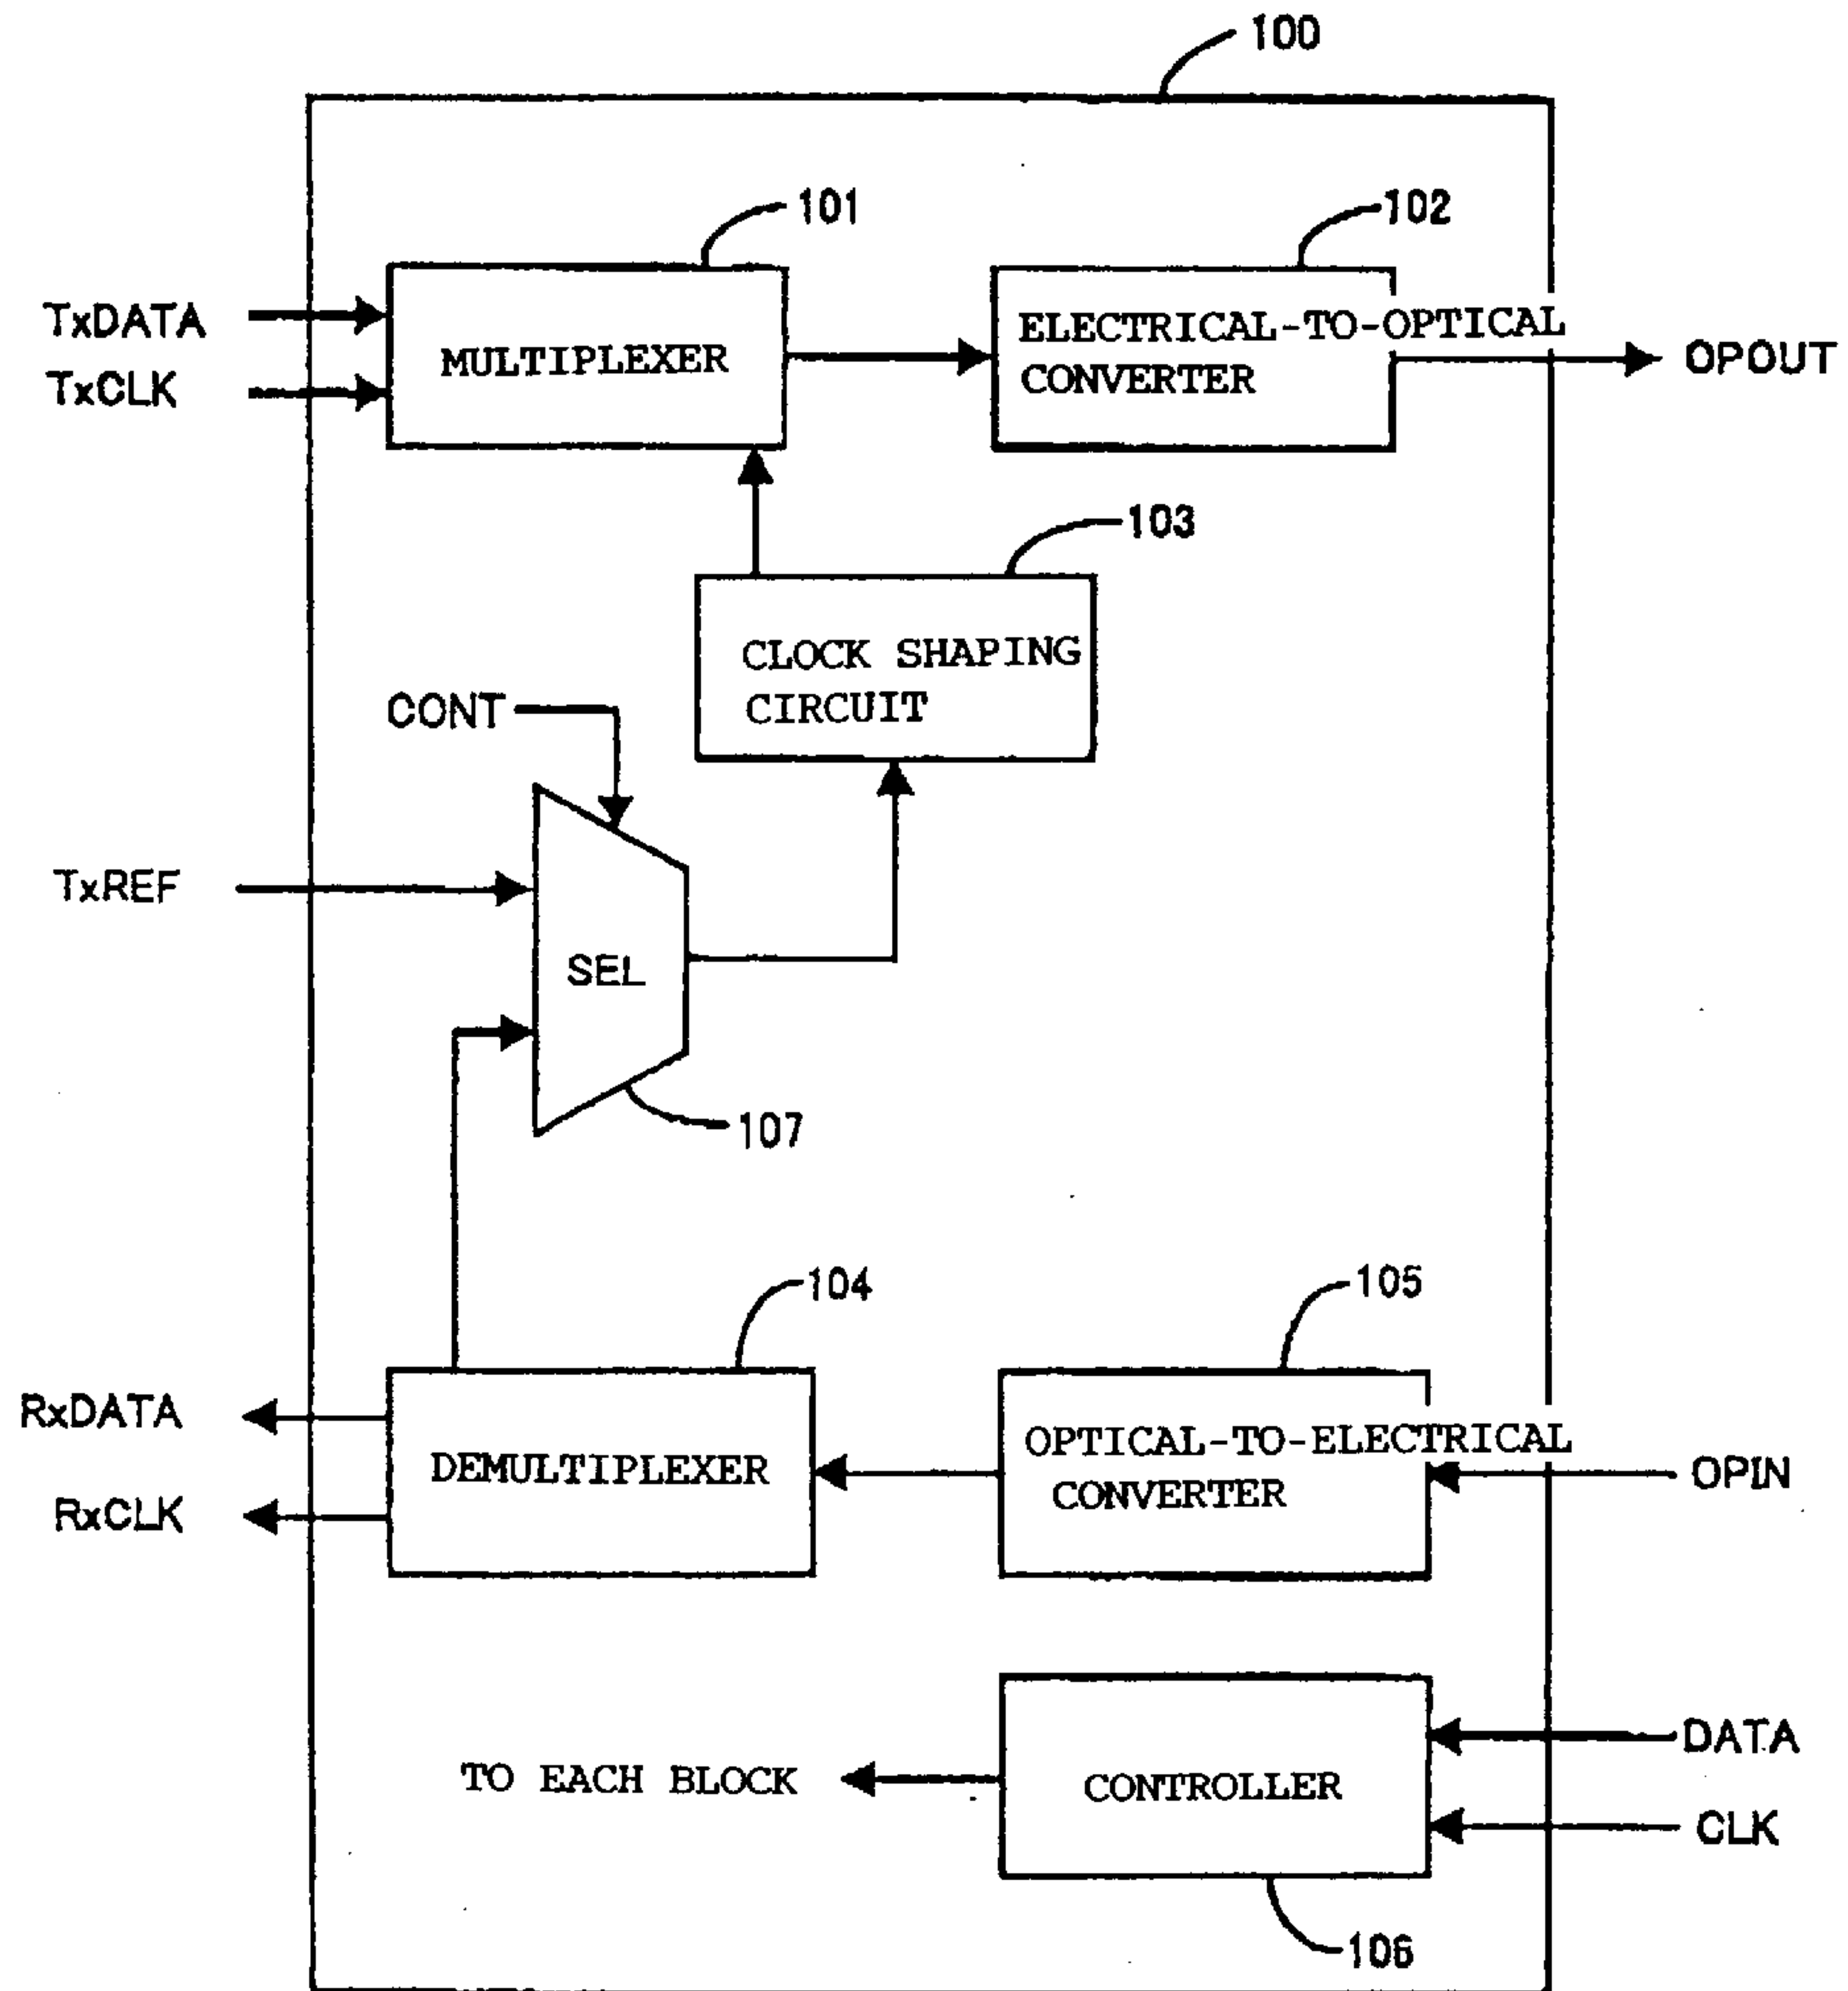 100
101
102
TxDATA
TxCLK
MULTIPLEXER
ELECTRICAL-TO-OPTICAL
CONVERTER
OPOUT
103
CLOCK SHAPING
CIRCUIT
CONT
TxREF
SEL
107
104
105
RxDATA
RxCLK
DEMULTIPLEXER
OPTICAL-TO-ELECTRICAL
CONVERTER
OPIN
TO EACH BLOCK
CONTROLLER
DATA
CLK
106